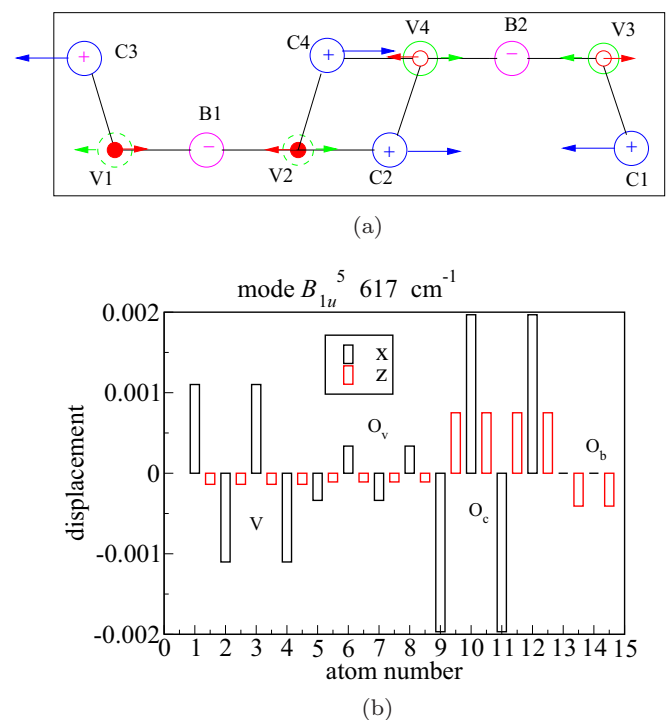 C3
+
B1
−
V1
V2
C4
+
V4
B2
−
V3
C2
+
C1
+
(a)
mode B₁ᵤ⁵ 617 cm⁻¹
0.002
0.001
0
-0.001
-0.002
displacement
x
z
Oᵥ
V
O_c
O_b
0 1 2 3 4 5 6 7 8 9 10 11 12 13 14 15
atom number
(b)